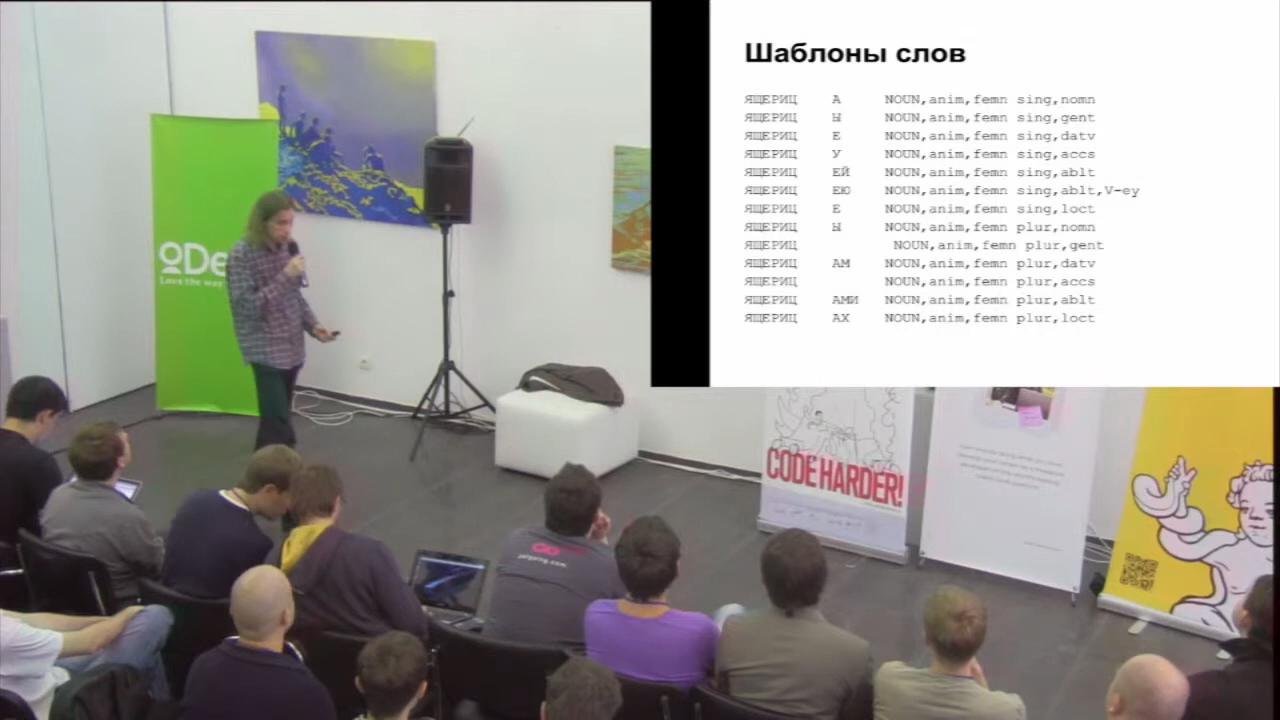 Шаблоны слов
ЯЩЕРИЦ А NOUN,anim,femn sing,nomn
ЯЩЕРИЦ Ы NOUN,anim,femn sing,gent
ЯЩЕРИЦ Е NOUN,anim,femn sing,datv
ЯЩЕРИЦ У NOUN,anim,femn sing,accs
ЯЩЕРИЦ ЕЙ NOUN,anim,femn sing,ablt
ЯЩЕРИЦ ЕЮ NOUN,anim,femn sing,ablt,V-ey
ЯЩЕРИЦ Е NOUN,anim,femn sing,loct
ЯЩЕРИЦ Ы NOUN,anim,femn plur,nomn
ЯЩЕРИЦ NOUN,anim,femn plur,gent
ЯЩЕРИЦ АМ NOUN,anim,femn plur,datv
ЯЩЕРИЦ NOUN,anim,femn plur,accs
ЯЩЕРИЦ АМИ NOUN,anim,femn plur,ablt
ЯЩЕРИЦ АХ NOUN,anim,femn plur,loct
oDe
Love the way
CODE HARDER!